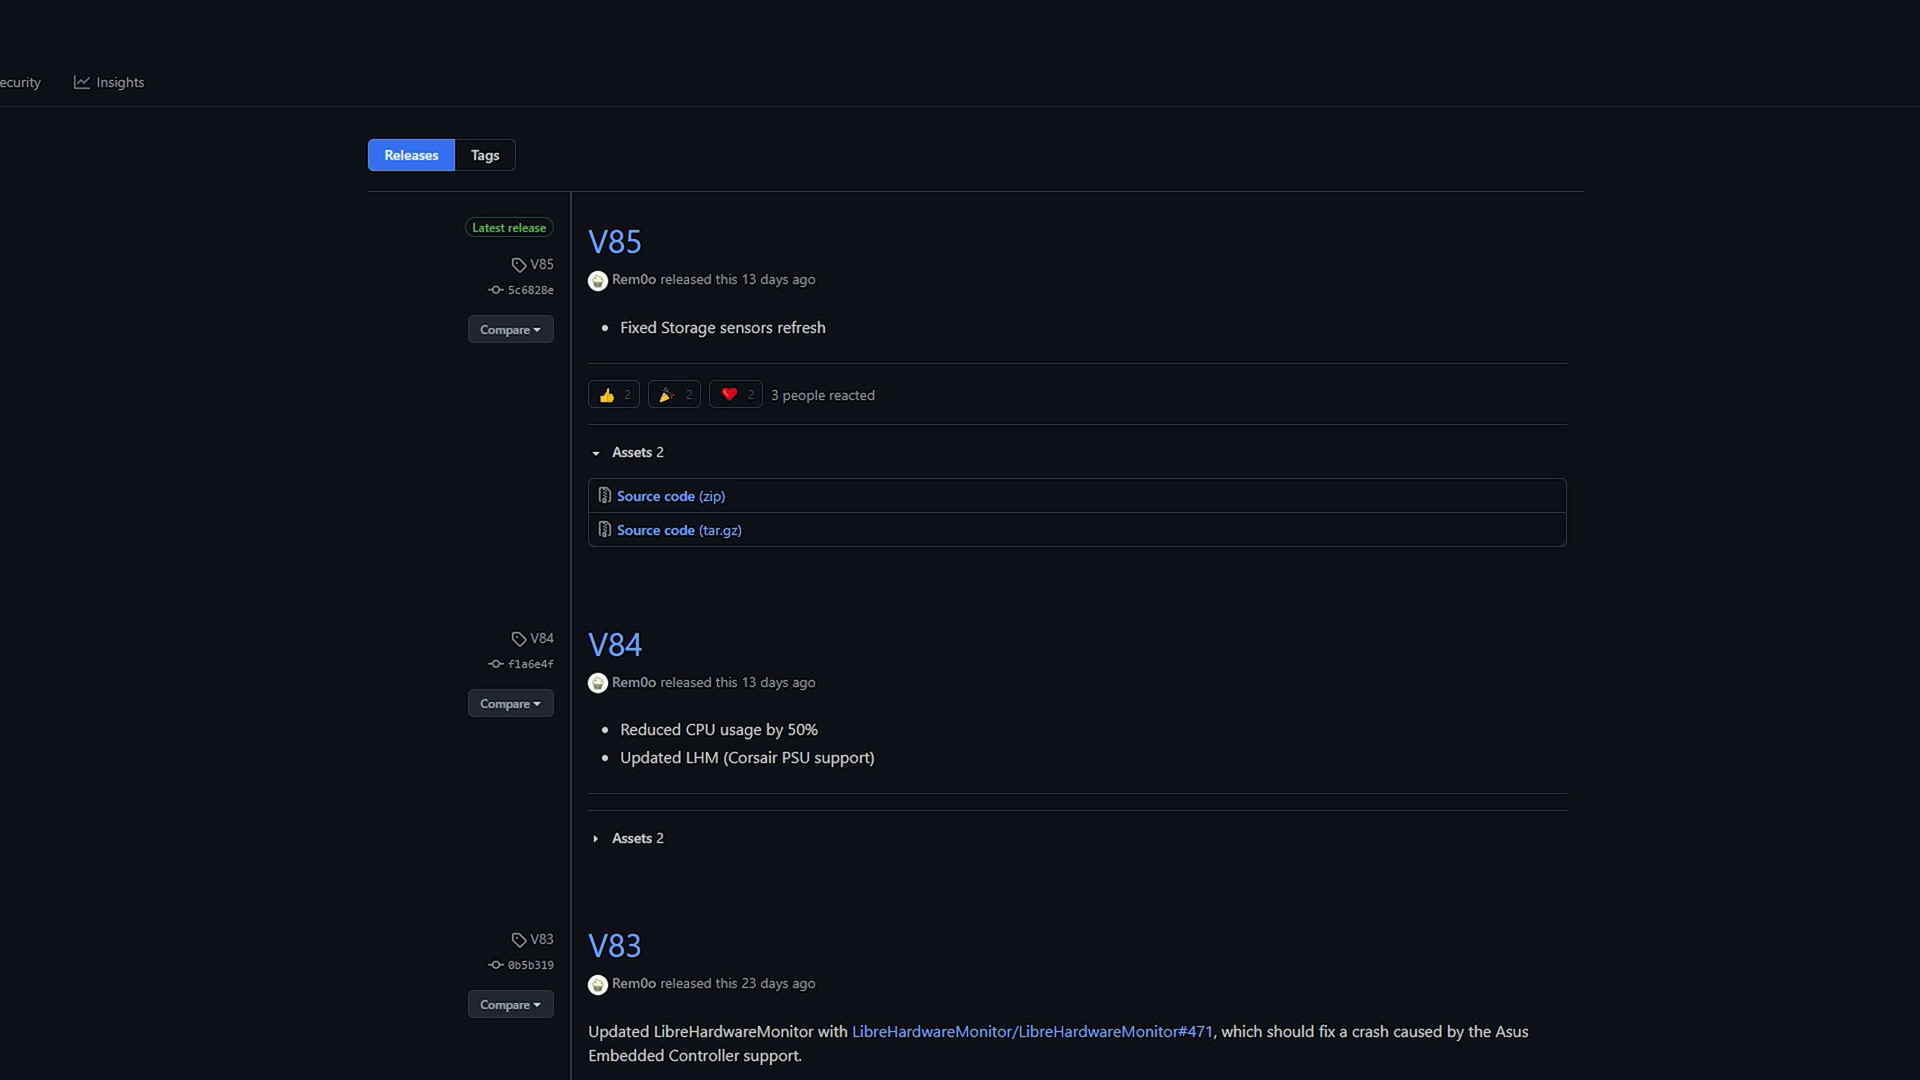 ecurity
Insights
Releases
Tags
Latest release
V85
5c6828e
Compare
V85
Rem0o released this 13 days ago
Fixed Storage sensors refresh
2
2
2
3 people reacted
Assets 2
Source code (zip)
Source code (tar.gz)
V84
f1a6e4f
Compare
V84
Rem0o released this 13 days ago
Reduced CPU usage by 50%
Updated LHM (Corsair PSU support)
Assets 2
V83
0b5b319
Compare
V83
Rem0o released this 23 days ago
Updated LibreHardwareMonitor with LibreHardwareMonitor/LibreHardwareMonitor#471, which should fix a crash caused by the Asus
Embedded Controller support.